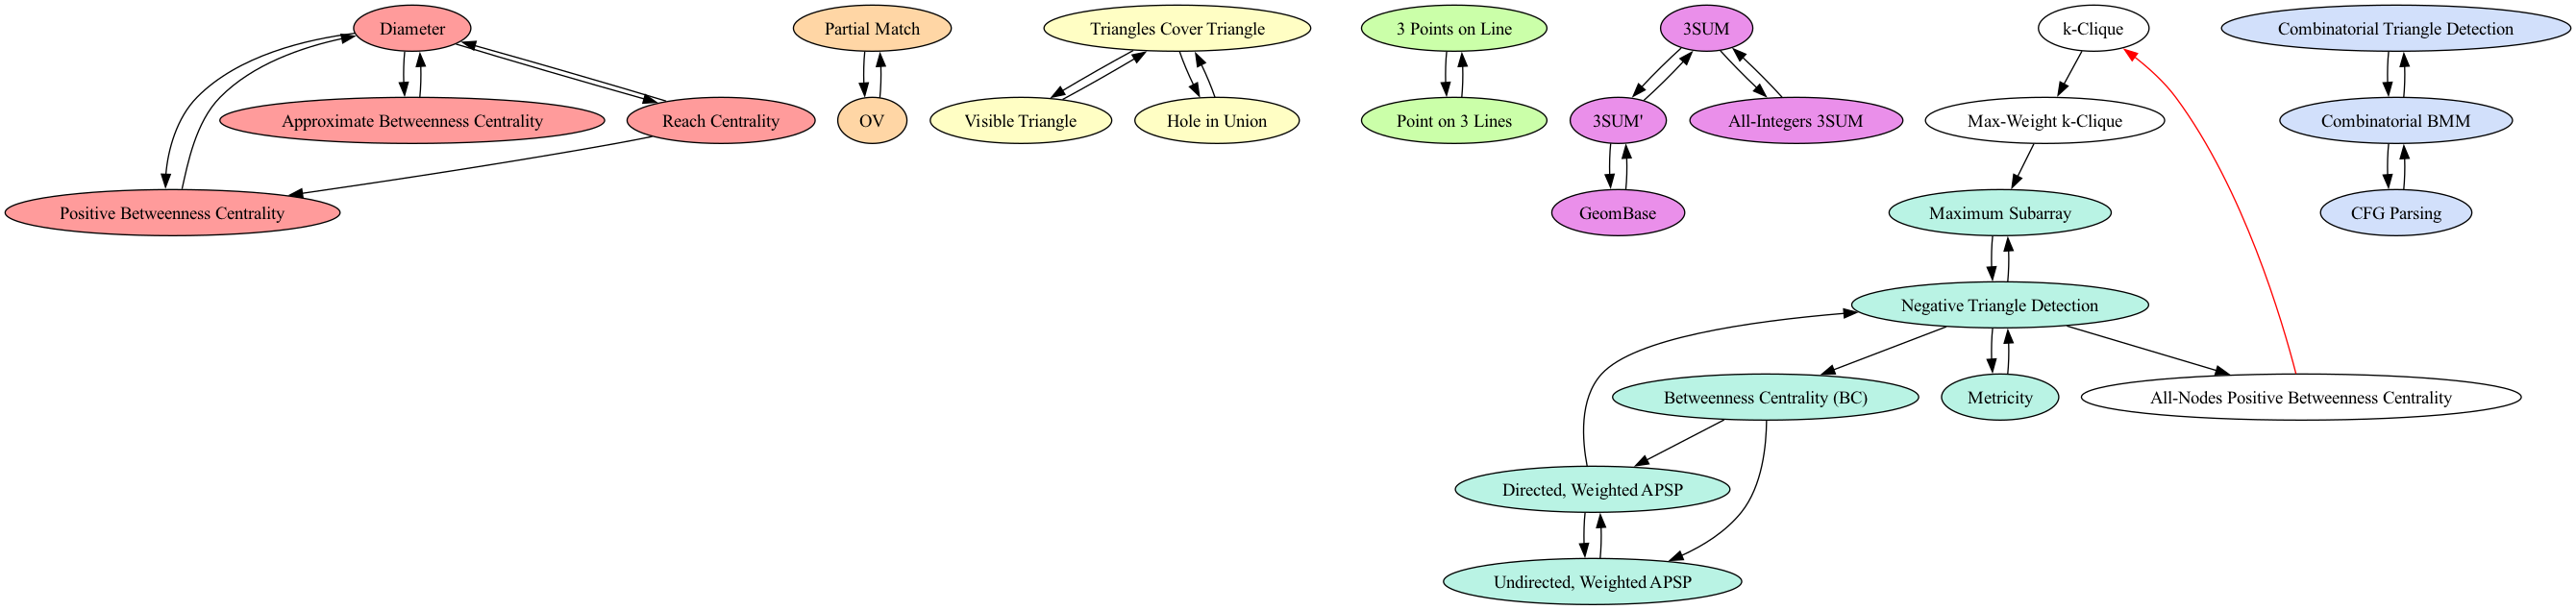 Diameter
Partial Match
Triangles Cover Triangle
3 Points on Line
3SUM
k-Clique
Combinatorial Triangle Detection
Approximate Betweenness Centrality
Reach Centrality
OV
Visible Triangle
Hole in Union
Point on 3 Lines
3SUM'
All-Integers 3SUM
Max-Weight k-Clique
Combinatorial BMM
Positive Betweenness Centrality
GeomBase
Maximum Subarray
CFG Parsing
Negative Triangle Detection
Betweenness Centrality (BC)
Metricity
All-Nodes Positive Betweenness Centrality
Directed, Weighted APSP
Undirected, Weighted APSP